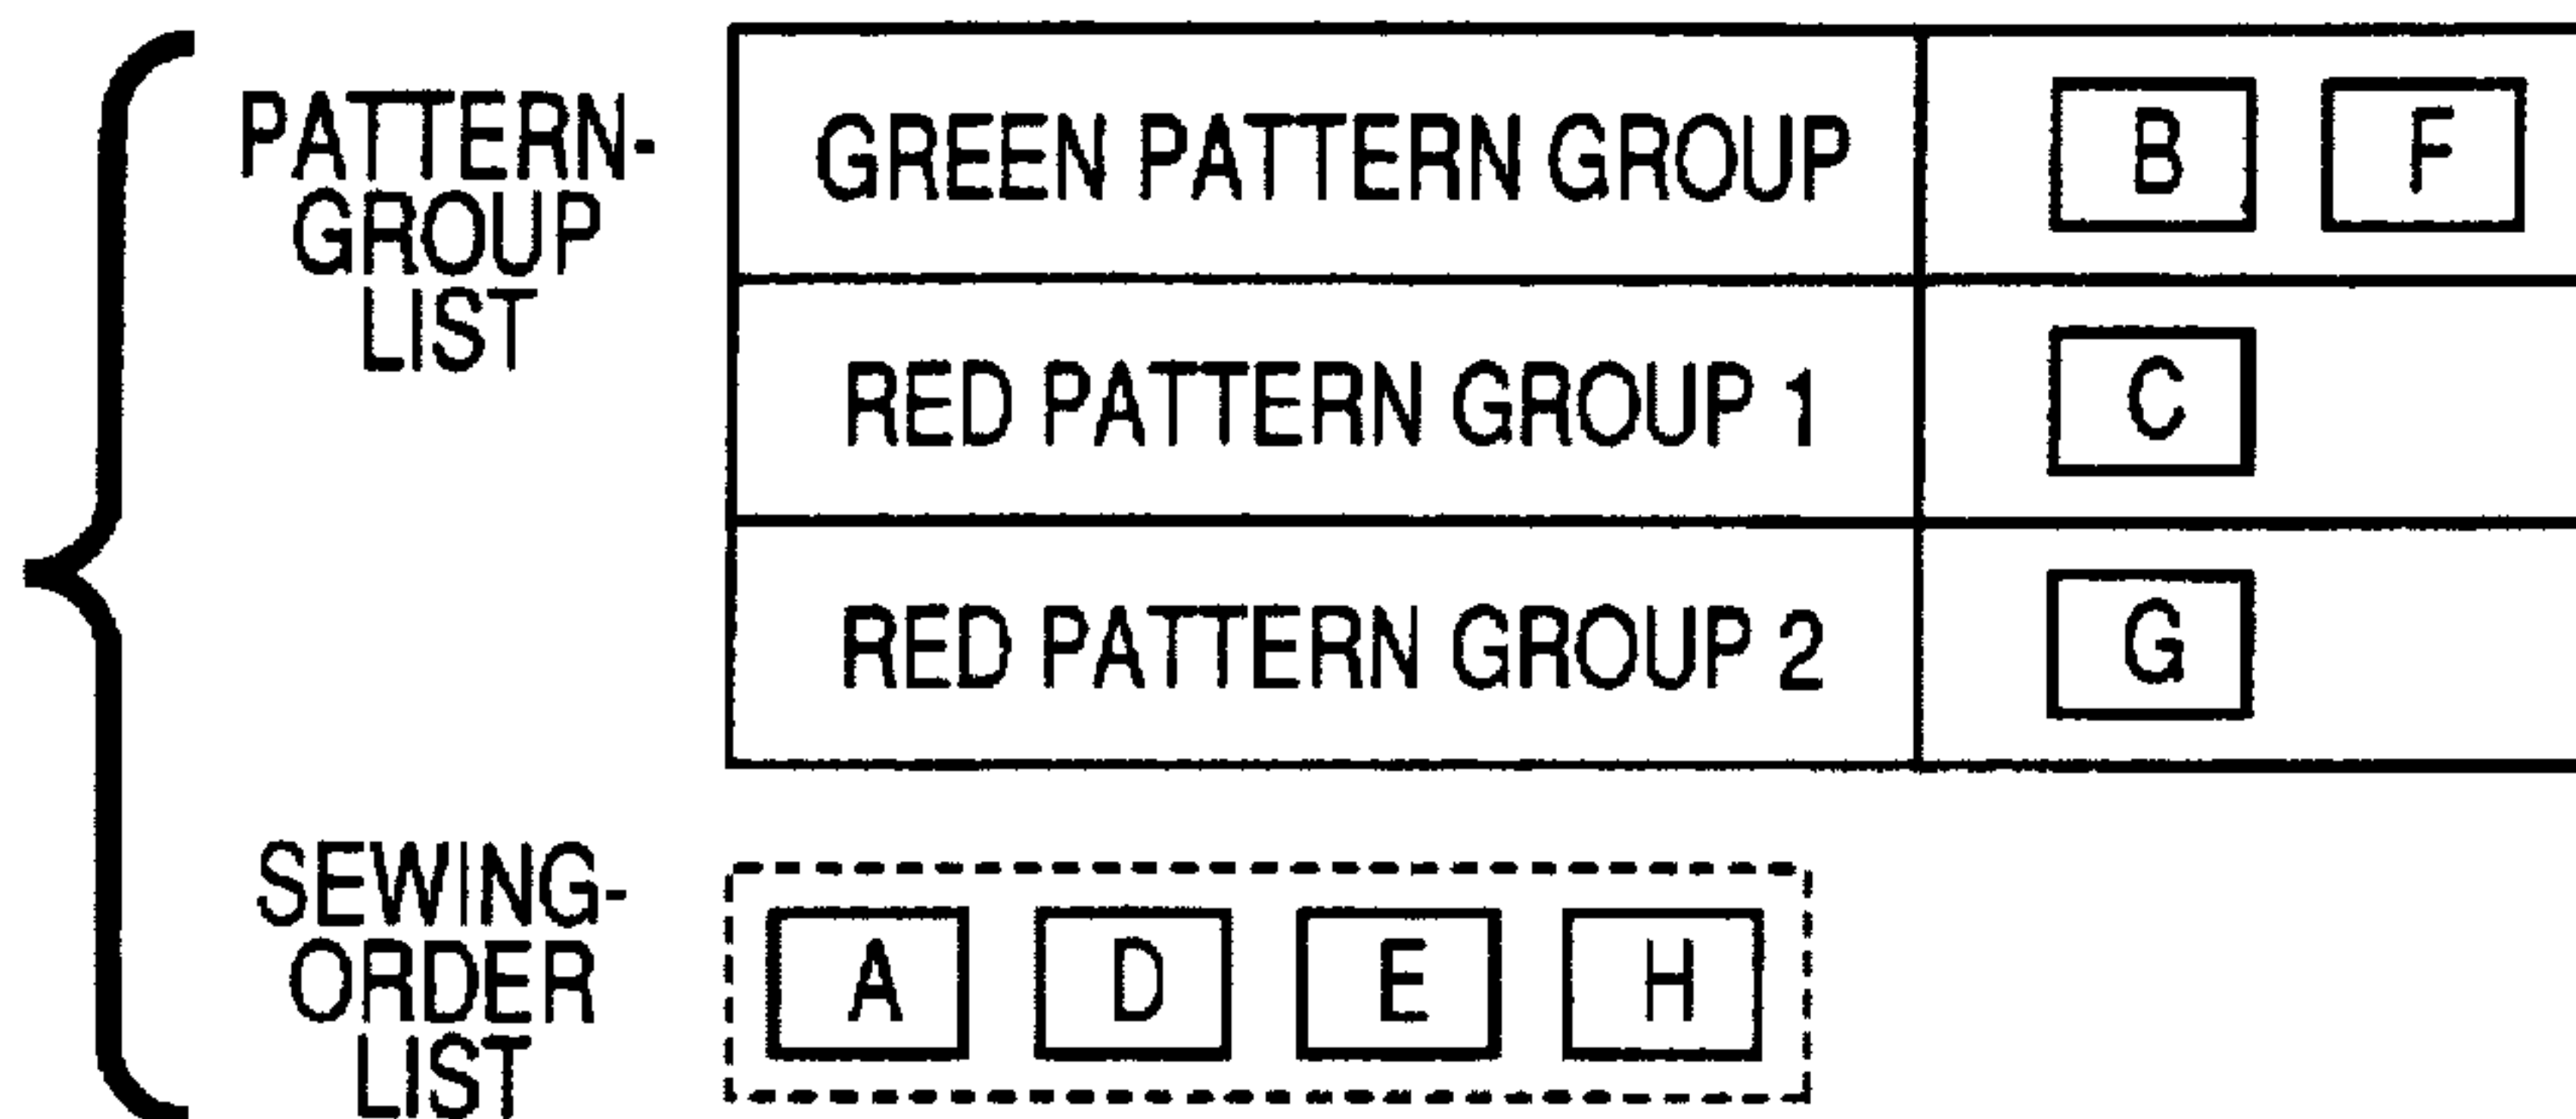 PATTERN-
GROUP
LIST
GREEN PATTERN GROUP B F
RED PATTERN GROUP 1 C
RED PATTERN GROUP 2 G
SEWING-
ORDER
LIST
A D E H